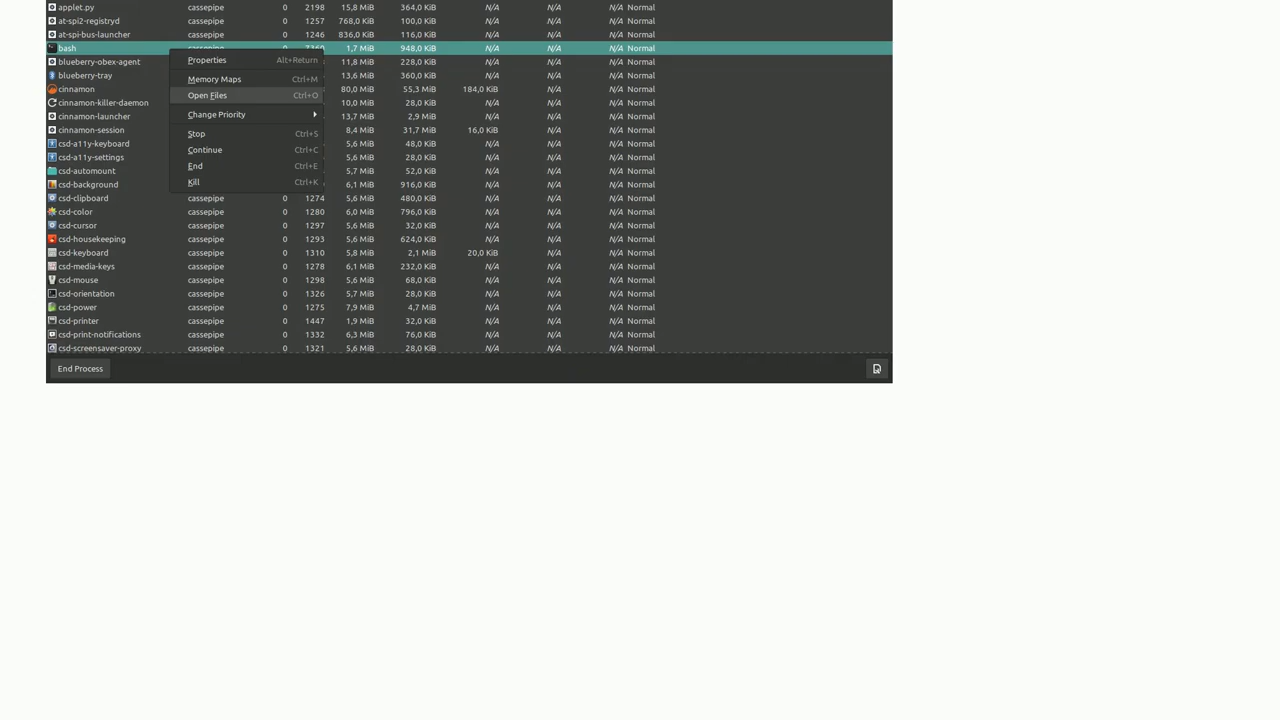 applet.py cassepipe 0 2198 15,8 MiB 364,0 KiB N/A N/A N/A Normal
at-spi2-registryd cassepipe 0 1257 768,0 KiB 100,0 KiB N/A N/A N/A Normal
at-spi-bus-launcher cassepipe 0 1246 836,0 KiB 116,0 KiB N/A N/A N/A Normal
bash 0 1,7 MiB 948,0 KiB N/A N/A N/A Normal
Properties Alt+Return
blueberry-obex-agent 11,8 MiB 228,0 KiB N/A N/A N/A Normal
blueberry-tray 13,6 MiB 360,0 KiB N/A N/A N/A Normal
Memory Maps Ctrl+M
cinnamon 80,0 MiB 55,3 MiB 184,0 KiB N/A N/A Normal
Open Files Ctrl+O
cinnamon-killer-daemon 10,0 MiB 28,0 KiB N/A N/A N/A Normal
cinnamon-launcher 13,7 MiB 2,9 MiB N/A N/A N/A Normal
Change Priority
cinnamon-session 8,4 MiB 31,7 MiB 16,0 KiB N/A N/A Normal
Stop Ctrl+S
csd-a11y-keyboard 5,6 MiB 48,0 KiB N/A N/A N/A Normal
Continue Ctrl+C
csd-a11y-settings 5,6 MiB 28,0 KiB N/A N/A N/A Normal
End Ctrl+E
csd-automount 5,6 MiB 28,0 KiB N/A N/A N/A Normal
Kill Ctrl+K
csd-background 6,1 MiB 916,0 KiB N/A N/A N/A Normal
csd-clipboard cassepipe 0 1274 5,6 MiB 480,0 KiB N/A N/A N/A Normal
csd-color cassepipe 0 1280 6,0 MiB 796,0 KiB N/A N/A N/A Normal
csd-cursor cassepipe 0 1297 5,6 MiB 32,0 KiB N/A N/A N/A Normal
csd-housekeeping cassepipe 0 1293 5,6 MiB 624,0 KiB N/A N/A N/A Normal
csd-keyboard cassepipe 0 1310 5,8 MiB 2,1 MiB 20,0 KiB N/A N/A Normal
csd-media-keys cassepipe 0 1278 6,1 MiB 232,0 KiB N/A N/A N/A Normal
csd-mouse cassepipe 0 1298 5,6 MiB 68,0 KiB N/A N/A N/A Normal
csd-orientation cassepipe 0 1326 5,7 MiB 28,0 KiB N/A N/A N/A Normal
csd-power cassepipe 0 1275 7,9 MiB 4,7 MiB N/A N/A N/A Normal
csd-printer cassepipe 0 1447 1,9 MiB 32,0 KiB N/A N/A N/A Normal
csd-print-notifications cassepipe 0 1332 6,3 MiB 76,0 KiB N/A N/A N/A Normal
csd-screensaver-proxy cassepipe 0 1321 5,6 MiB 28,0 KiB N/A N/A N/A Normal
End Process